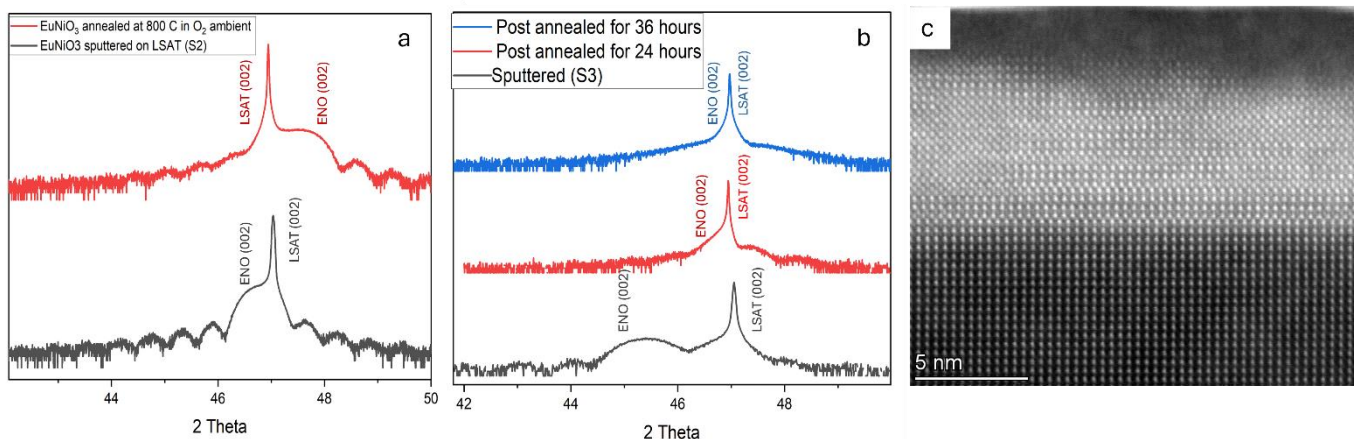 EuNiO₃ annealed at 800 C in O₂ ambient
EuNiO3 sputtered on LSAT (S2)
a
LSAT (002)
ENO (002)
ENO (002)
LSAT (002)
44
46
48
50
2 Theta
Post annealed for 36 hours
Post annealed for 24 hours
Sputtered (S3)
b
ENO (002)
LSAT (002)
ENO (002)
LSAT (002)
ENO (002)
LSAT (002)
42
44
46
48
2 Theta
c
5 nm